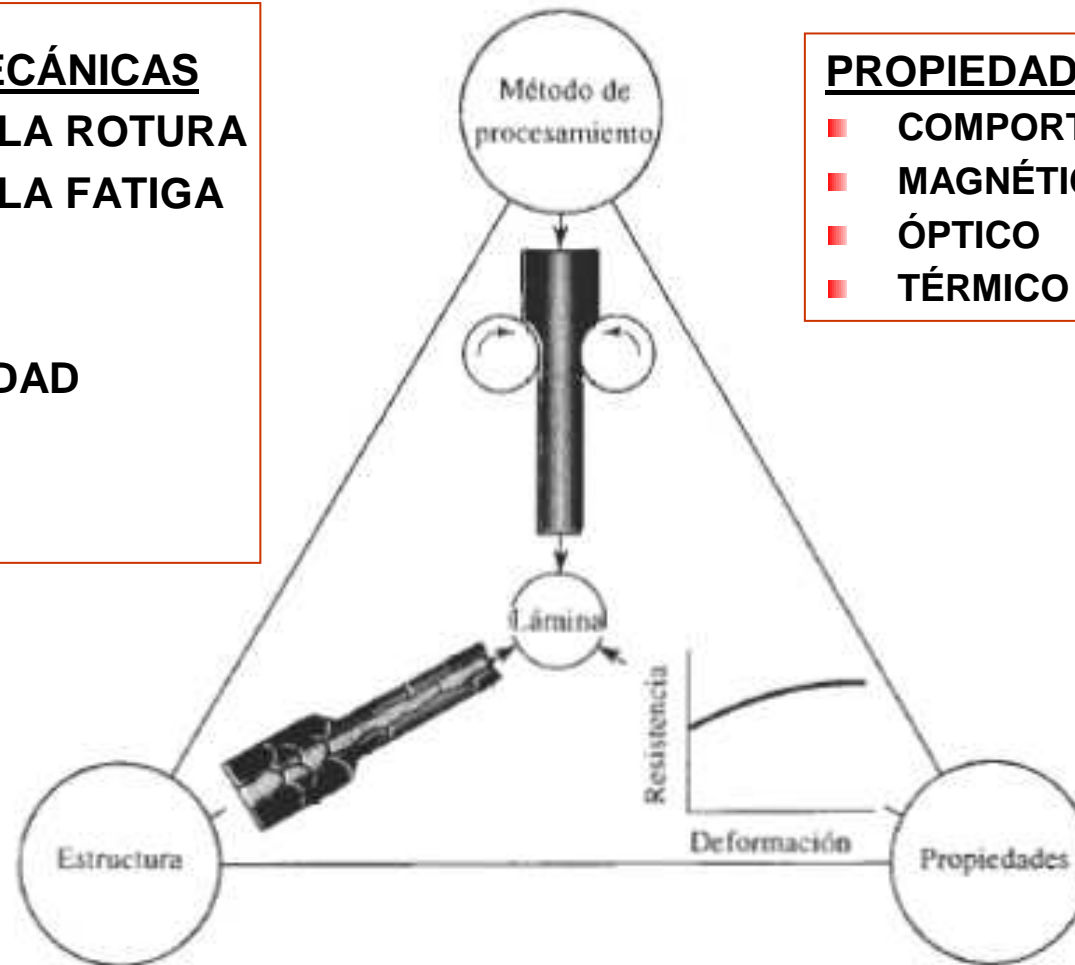 ECÁNICAS
LA ROTURA
LA FATIGA
DAD
Método de
procesamiento
PROPIEDAD
COMPORT
MAGNÉTIC
ÓPTICO
TÉRMICO
Lámina
Resistencia
Deformación
Estructura
Propiedades